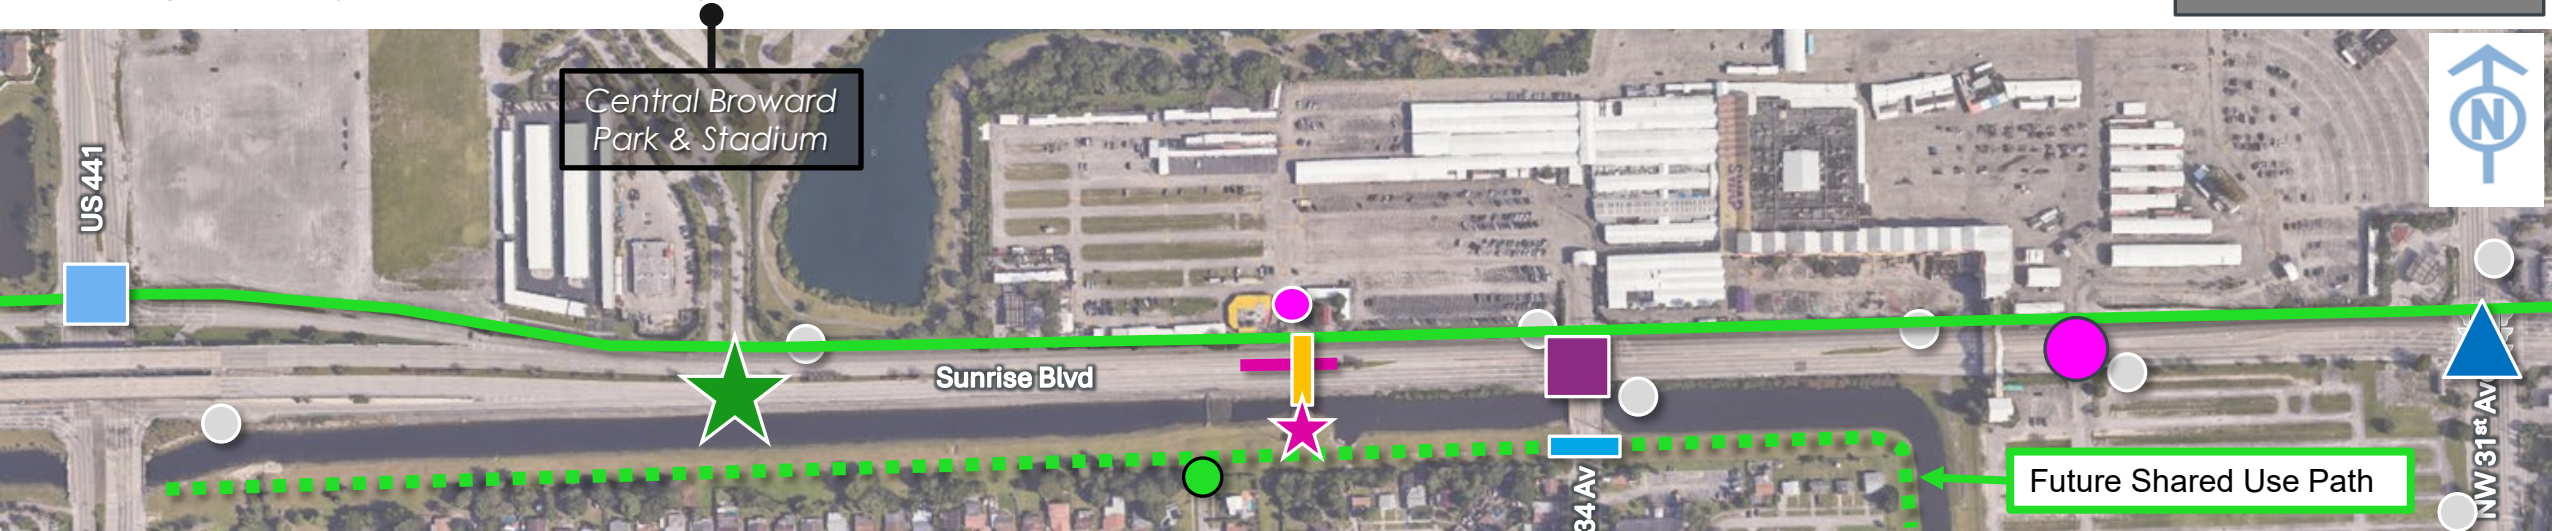 Central Broward
Park & Stadium
US 441
N
Sunrise Blvd
34 Av
Future Shared Use Path
NW 31st Av